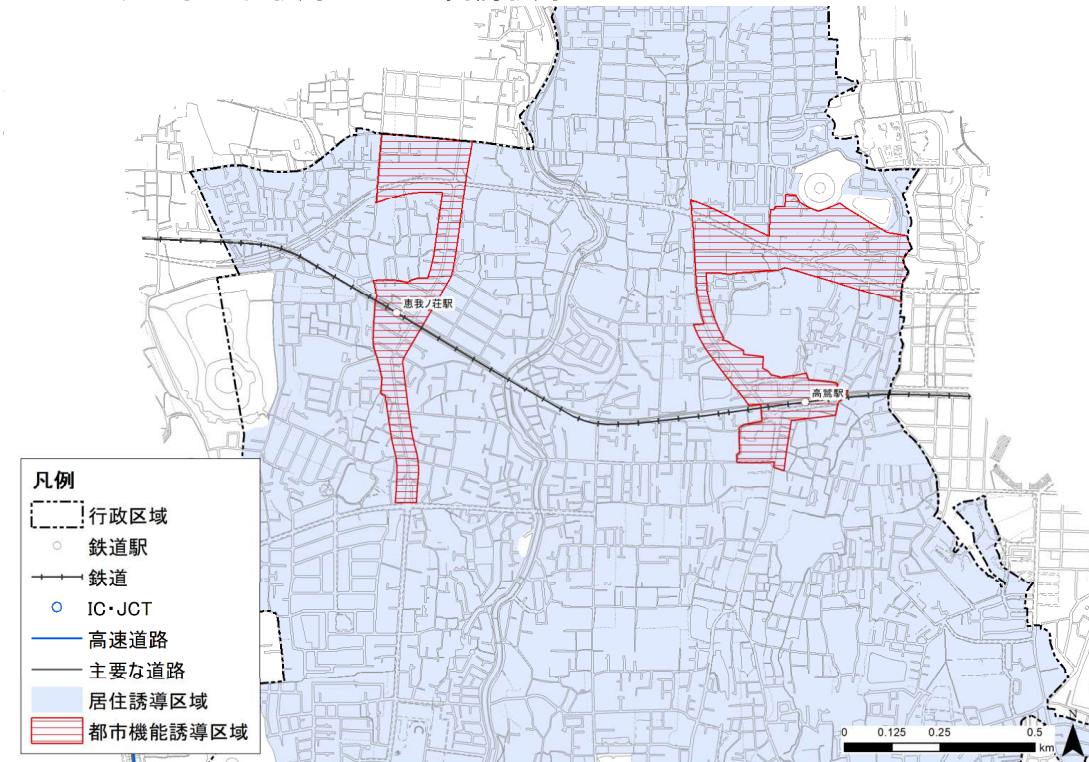 恵我ノ荘駅
高鷲駅
凡例
行政区域
鉄道駅
鉄道
IC・JCT
高速道路
主要な道路
居住誘導区域
都市機能誘導区域
0 0.125 0.25 0.5
km